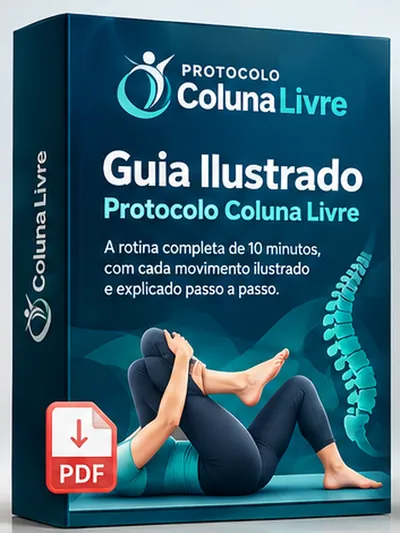 PROTOCOLO
Coluna Livre
Guia Ilustrado
Protocolo Coluna Livre
A rotina completa de 10 minutos,
com cada movimento ilustrado
e explicado passo a passo.
Coluna Livre
PDF